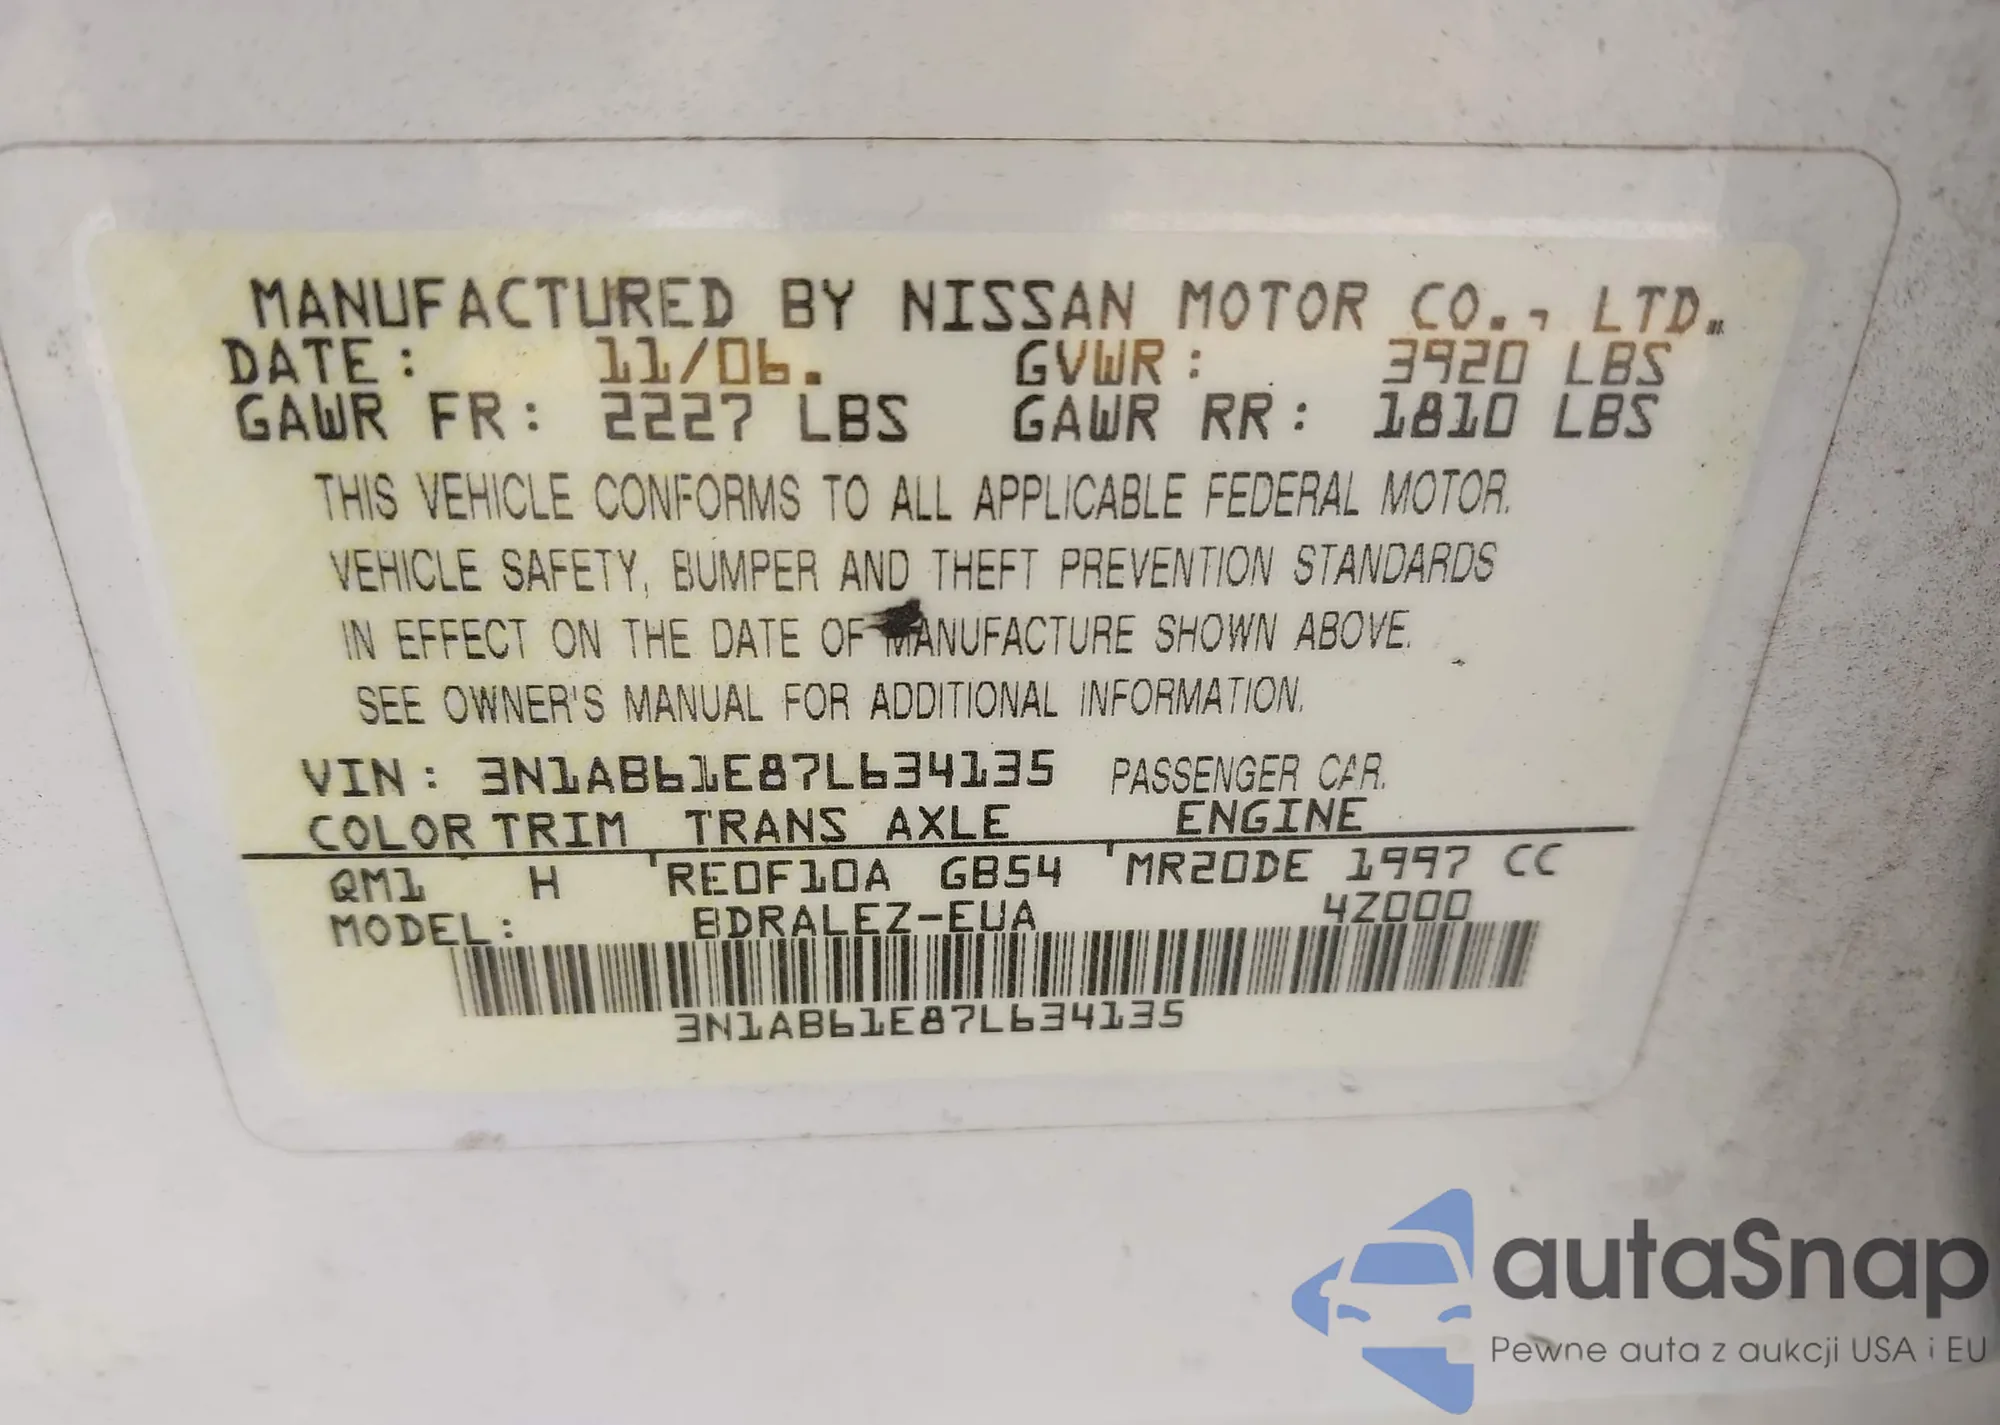 MANUFACTURED BY NISSAN MOTOR CO., LTD.
DATE: 11/06. GVWR: 3920 LBS
GAWR FR: 2227 LBS GAWR RR: 1810 LBS
THIS VEHICLE CONFORMS TO ALL APPLICABLE FEDERAL MOTOR.
VEHICLE SAFETY, BUMPER AND THEFT PREVENTION STANDARDS
IN EFFECT ON THE DATE OF MANUFACTURE SHOWN ABOVE.
SEE OWNER'S MANUAL FOR ADDITIONAL INFORMATION.
VIN: 3N1AB61E87L634135 PASSENGER CAR.
COLOR TRIM TRANS AXLE ENGINE
QM1 H RE0F10A GB54 MR20DE 1997 CC
MODEL: BDRALEZ-EUA 4Z000
3N1AB61E87L634135
autaSnap
Pewne auta z aukcji USA i EU